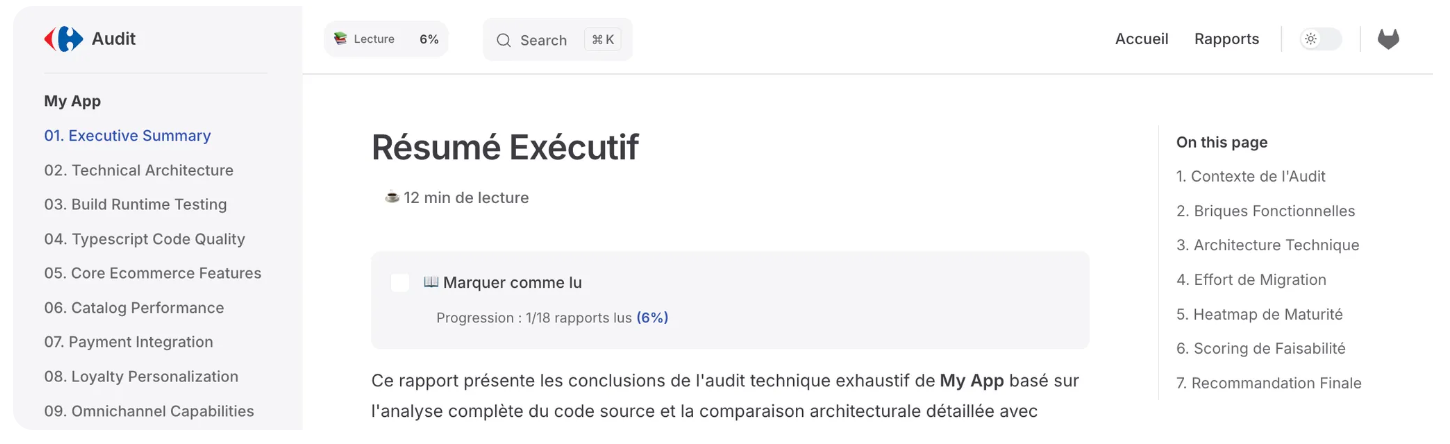 Audit
My App
01. Executive Summary
02. Technical Architecture
03. Build Runtime Testing
04. Typescript Code Quality
05. Core Ecommerce Features
06. Catalog Performance
07. Payment Integration
08. Loyalty Personalization
09. Omnichannel Capabilities
Lecture 6%
Search ⌘ K
Accueil
Rapports
Résumé Exécutif
12 min de lecture
Marquer comme lu
Progression : 1/18 rapports lus (6%)
Ce rapport présente les conclusions de l'audit technique exhaustif de My App basé sur
l'analyse complète du code source et la comparaison architecturale détaillée avec
On this page
1. Contexte de l'Audit
2. Briques Fonctionnelles
3. Architecture Technique
4. Effort de Migration
5. Heatmap de Maturité
6. Scoring de Faisabilité
7. Recommandation Finale